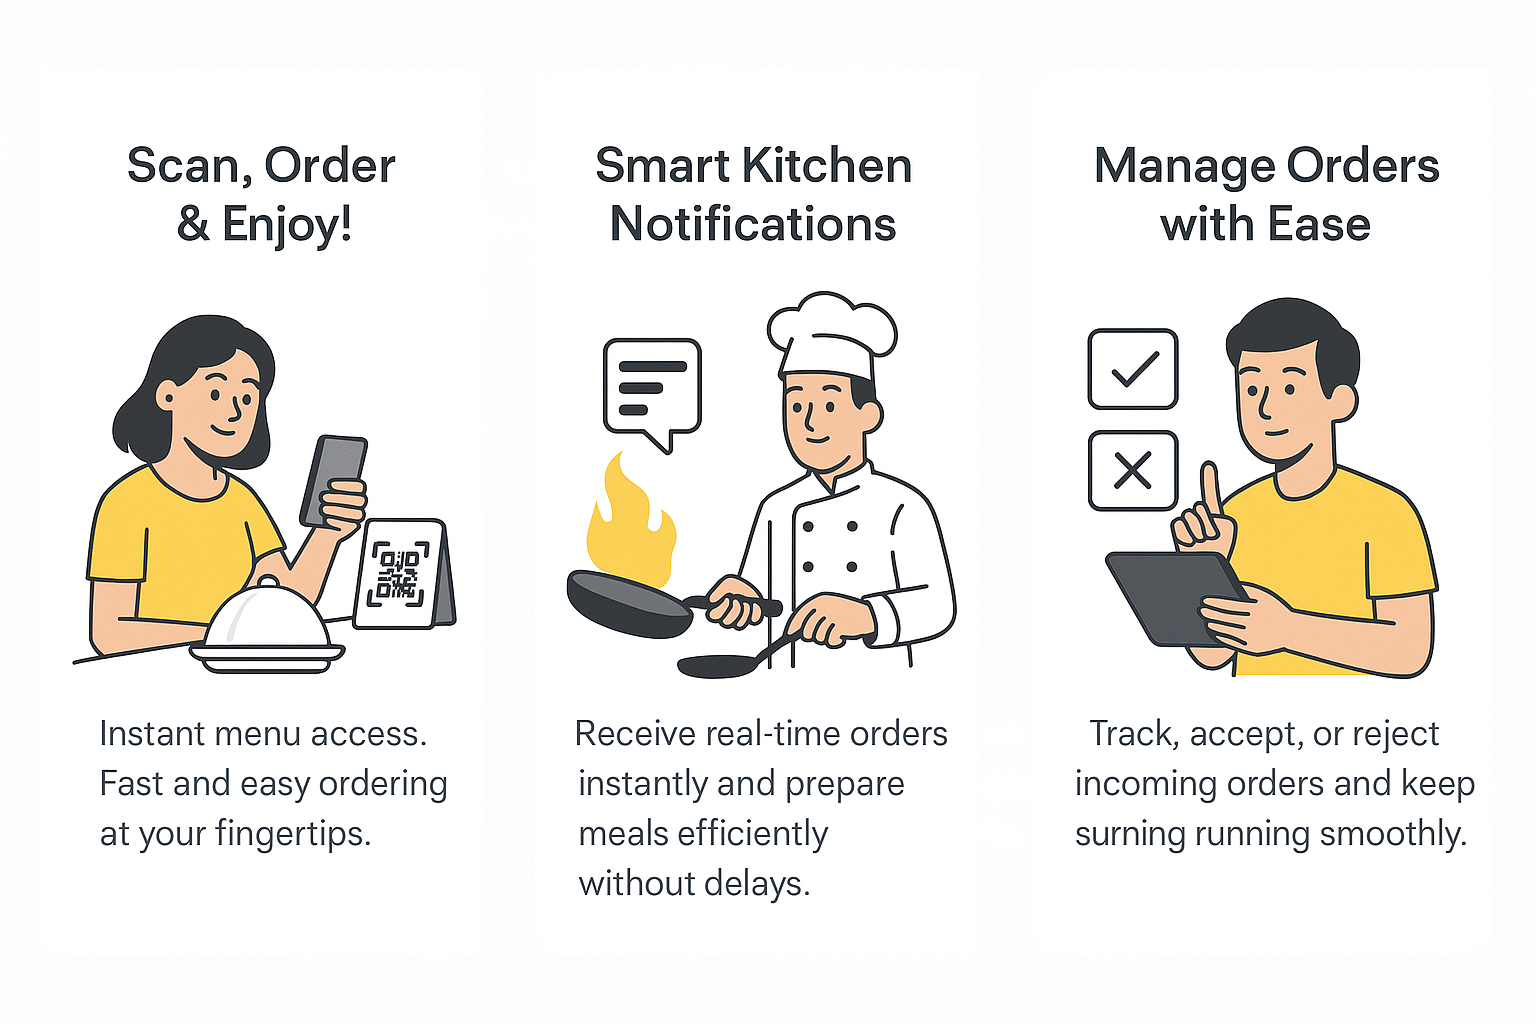 Scan, Order
& Enjoy!
Instant menu access.
Fast and easy ordering
at your fingertips.
Smart Kitchen
Notifications
Receive real-time orders
instantly and prepare
meals efficiently
without delays.
Manage Orders
with Ease
Track, accept, or reject
incoming orders and keep
surning running smoothly.